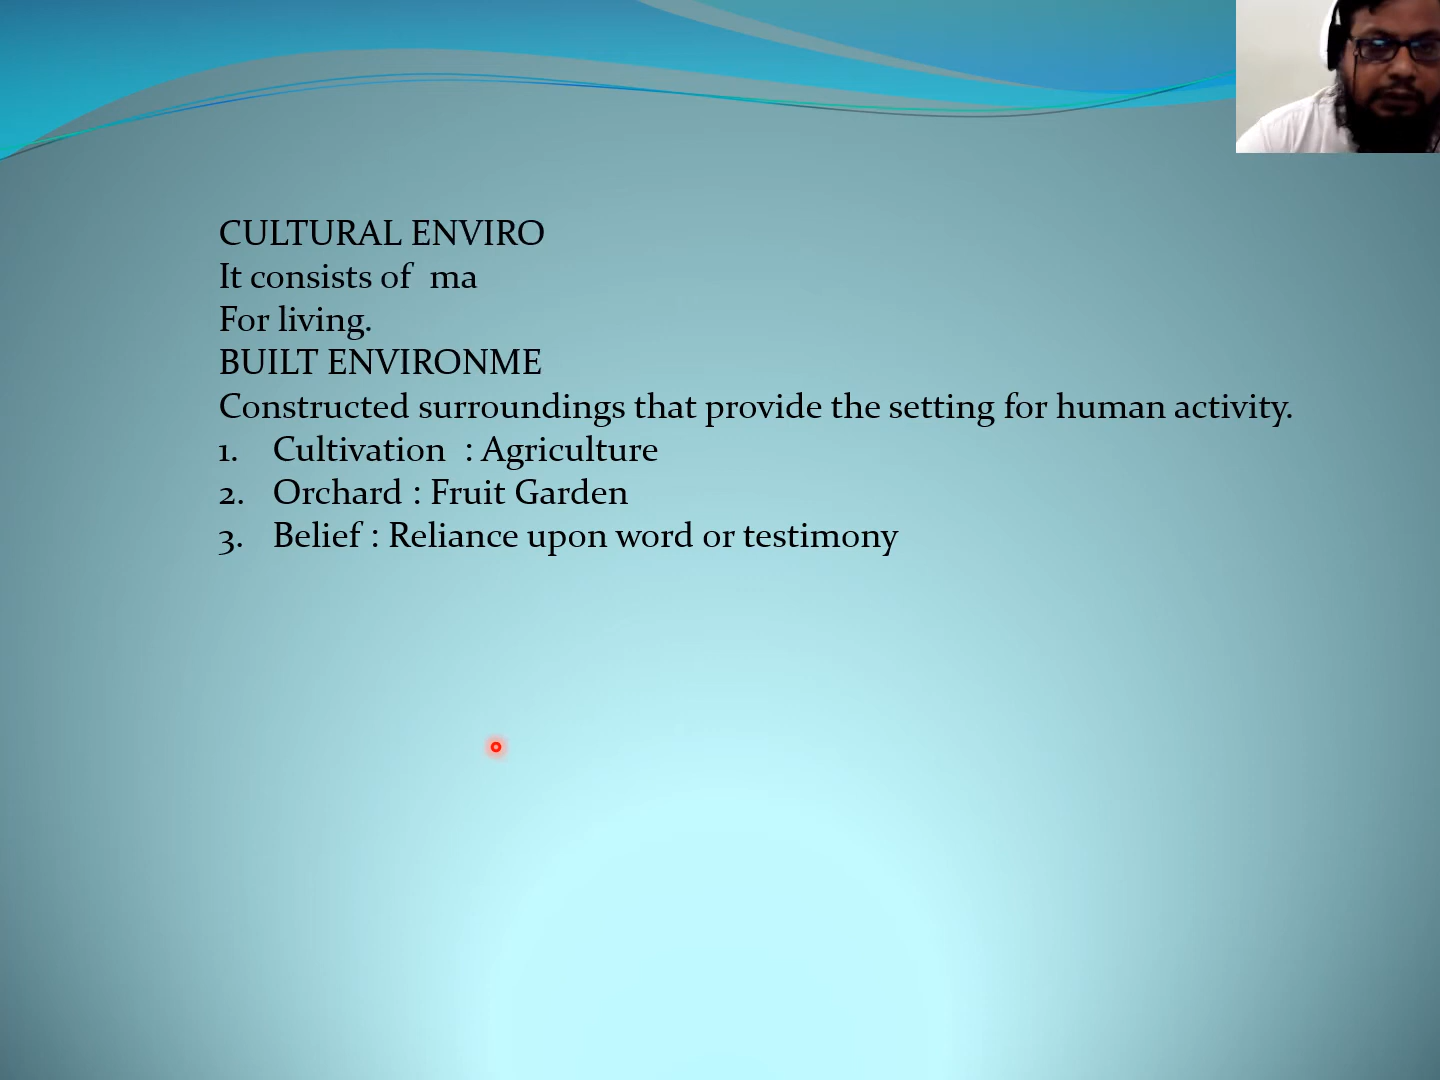 CULTURAL ENVIRO
It consists of ma
For living.
BUILT ENVIRONME
Constructed surroundings that provide the setting for human activity.
1. Cultivation : Agriculture
2. Orchard : Fruit Garden
3. Belief : Reliance upon word or testimony